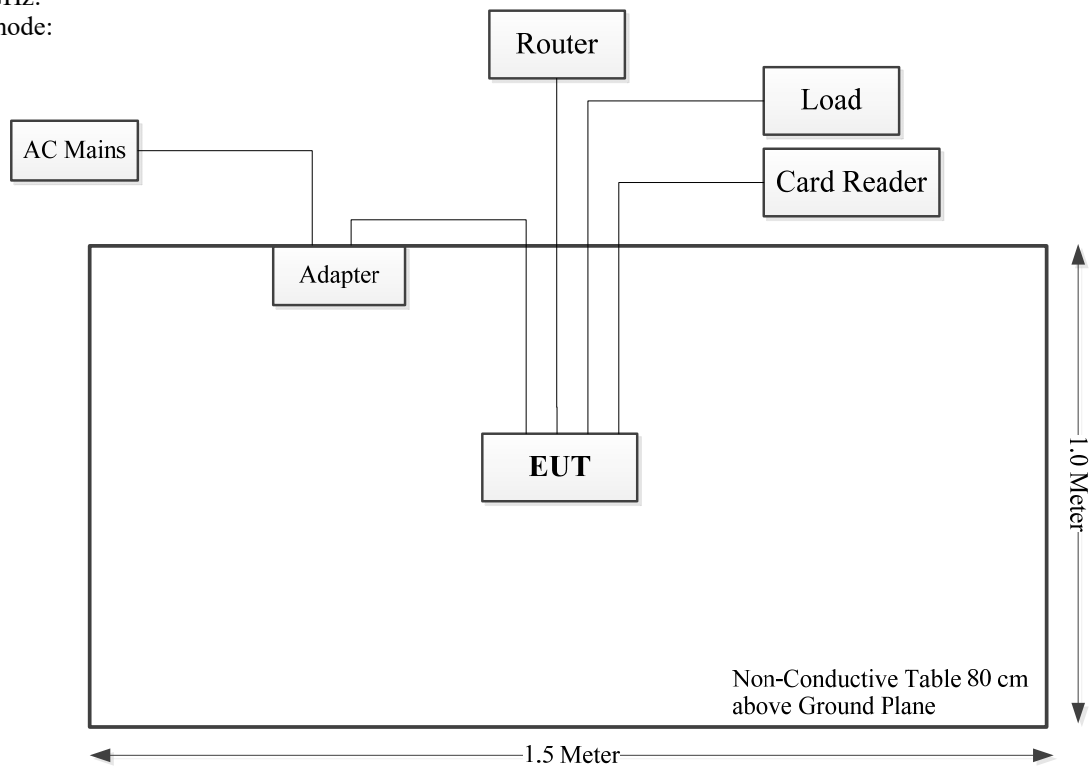 Router
Load
AC Mains
Card Reader
Adapter
EUT
1.0 Meter
Non-Conductive Table 80 cm
above Ground Plane
1.5 Meter